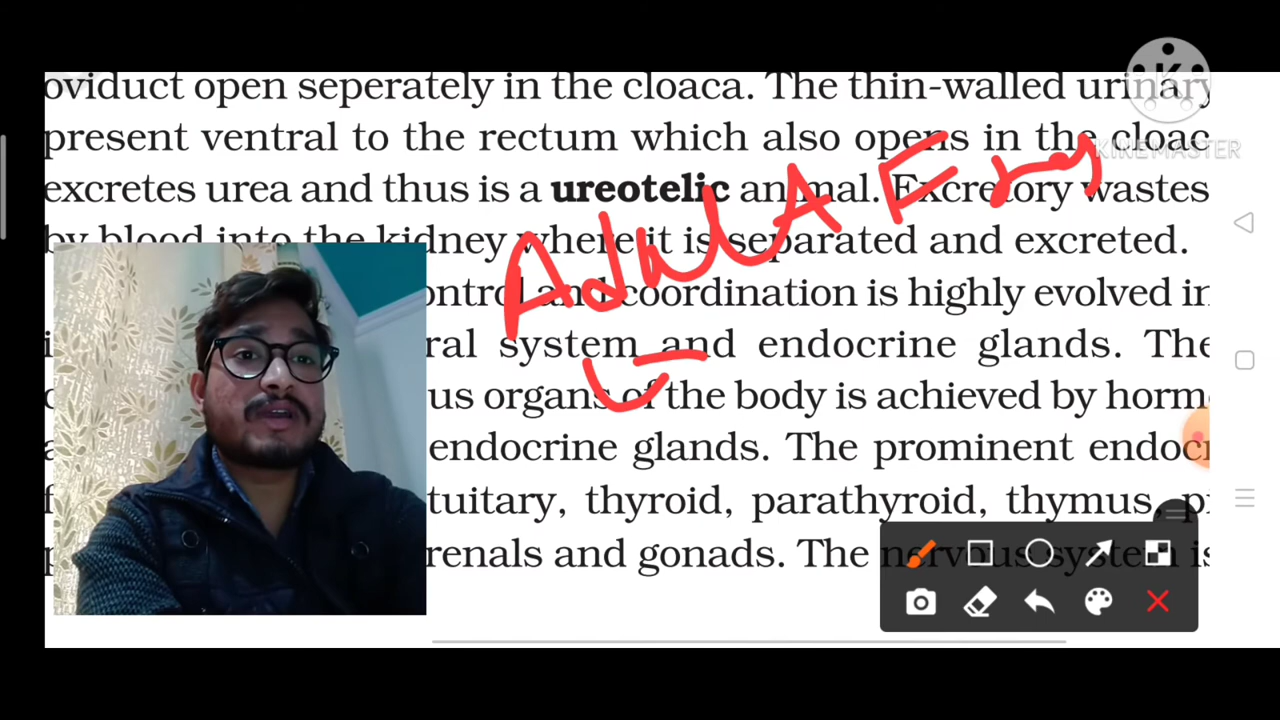 oviduct open seperately in the cloaca. The thin-walled urinary
present ventral to the rectum which also opens in the cloac
excretes urea and thus is a ureotelic animal. Excretory wastes
by blood into the kidney where it is separated and excreted.
ontrol and coordination is highly evolved in
ral system and endocrine glands. The
us organs of the body is achieved by horm
endocrine glands. The prominent endocr
tuitary, thyroid, parathyroid, thymus, pi
renals and gonads. The nervous system is
AdulT Frog
KINEMASTER